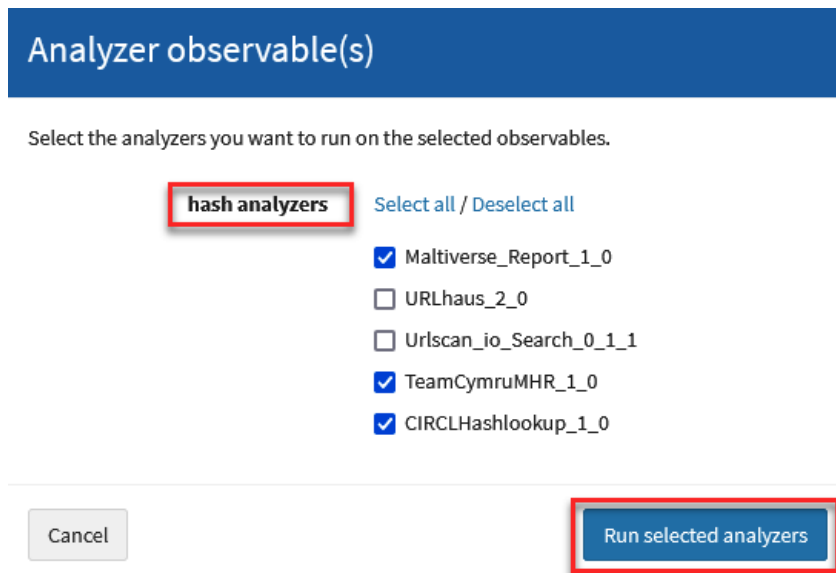 Analyzer observable(s)
Select the analyzers you want to run on the selected observables.
hash analyzers Select all / Deselect all
Maltiverse_Report_1_0
URLhaus_2_0
Urlscan_io_Search_0_1_1
TeamCymruMHR_1_0
CIRCLHashlookup_1_0
Cancel Run selected analyzers